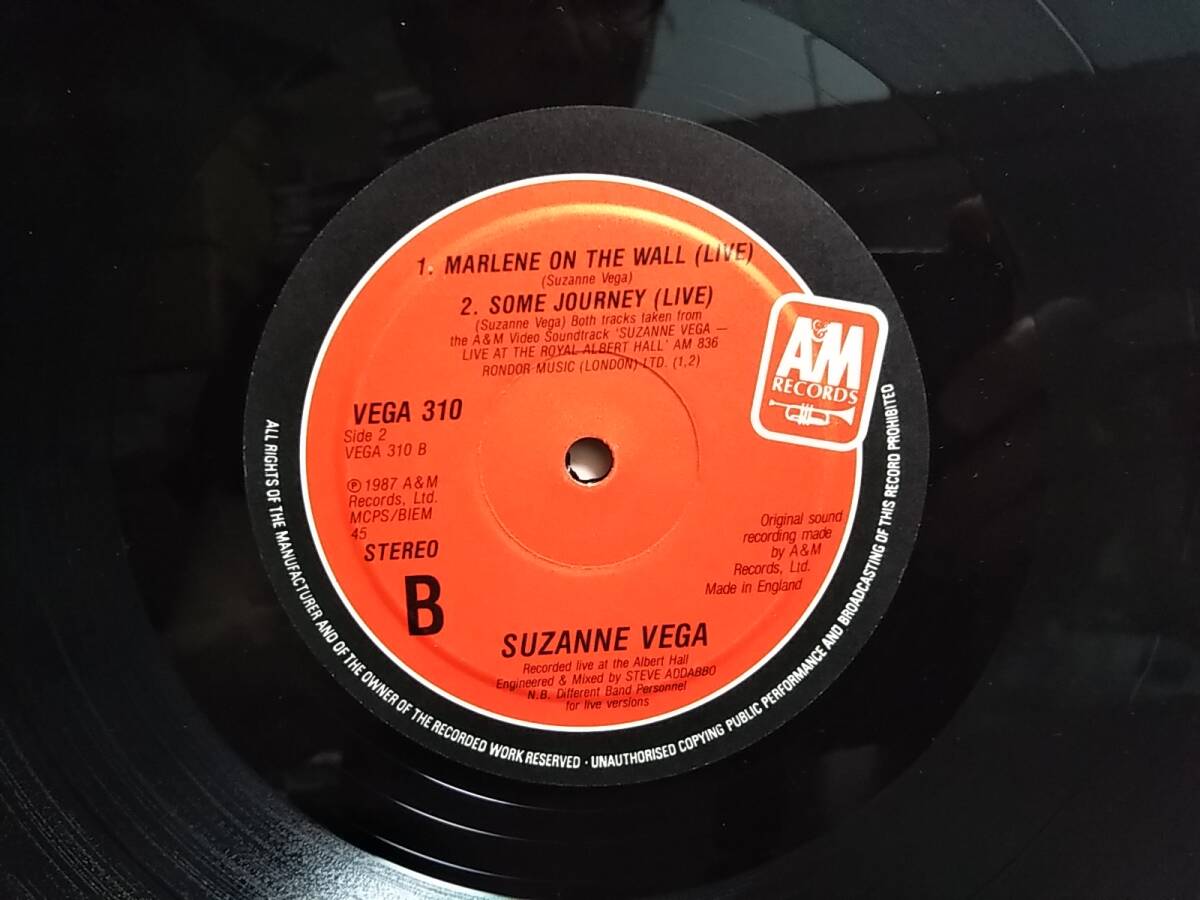 1. MARLENE ON THE WALL (LIVE)
(Suzanne Vega)
2. SOME JOURNEY (LIVE)
(Suzanne Vega) Both tracks taken from
the A&M Video Soundtrack 'SUZANNE VEGA —
LIVE AT THE ROYAL ALBERT HALL' AM 836
RONDOR MUSIC (LONDON) LTD. (1,2)
A&M
RECORDS
VEGA 310
Side 2
VEGA 310 B
℗ 1987 A&M
Records, Ltd.
MCPS/BIEM
45
STEREO
B
Original sound
recording made
by A&M
Records, Ltd.
Made in England
SUZANNE VEGA
Recorded live at the Albert Hall
Engineered & Mixed by STEVE ADDABBO
N.B. Different Band Personnel
for live versions
ALL RIGHTS OF THE MANUFACTURER AND OF THE OWNER OF THE RECORDED WORK RESERVED · UNAUTHORISED COPYING PUBLIC PERFORMANCE AND BROADCASTING OF THIS RECORD PROHIBITED